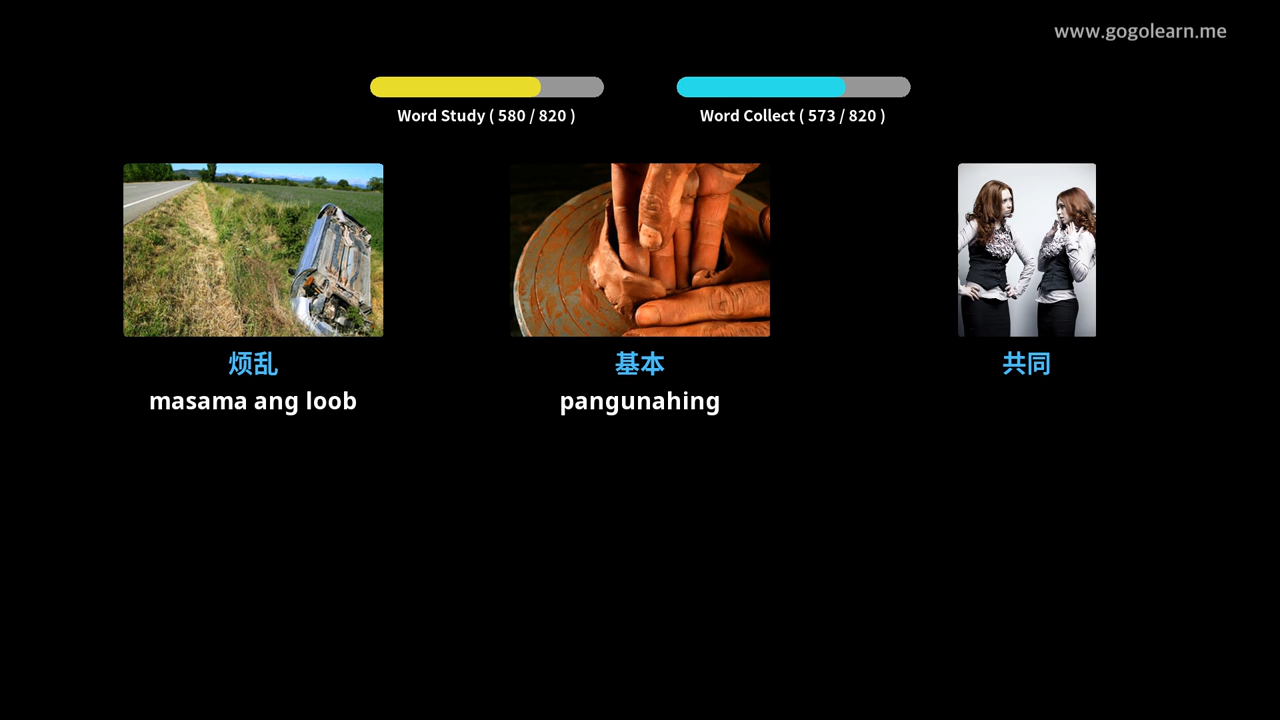 www.gogolearn.me
Word Study ( 580 / 820 )
Word Collect ( 573 / 820 )
烦乱
masama ang loob
基本
pangunahing
共同